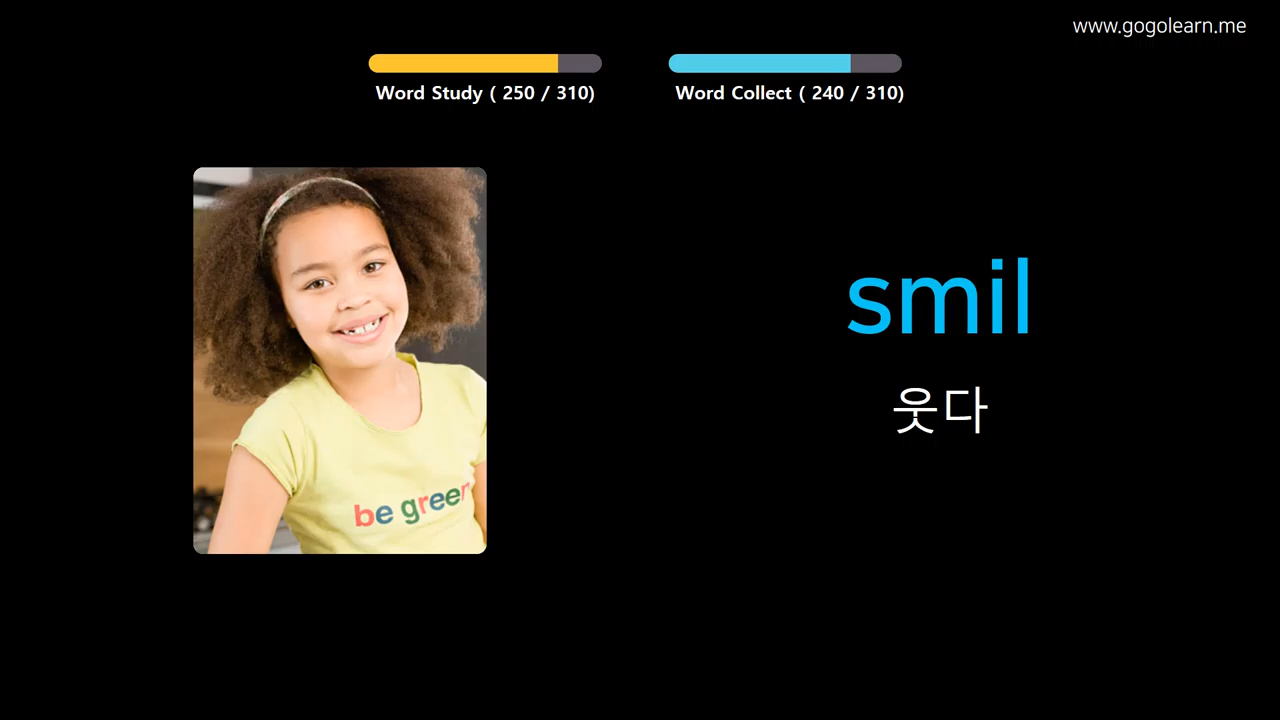 www.gogolearn.me
Word Study ( 250 / 310)
Word Collect ( 240 / 310)
smil
웃다
be green